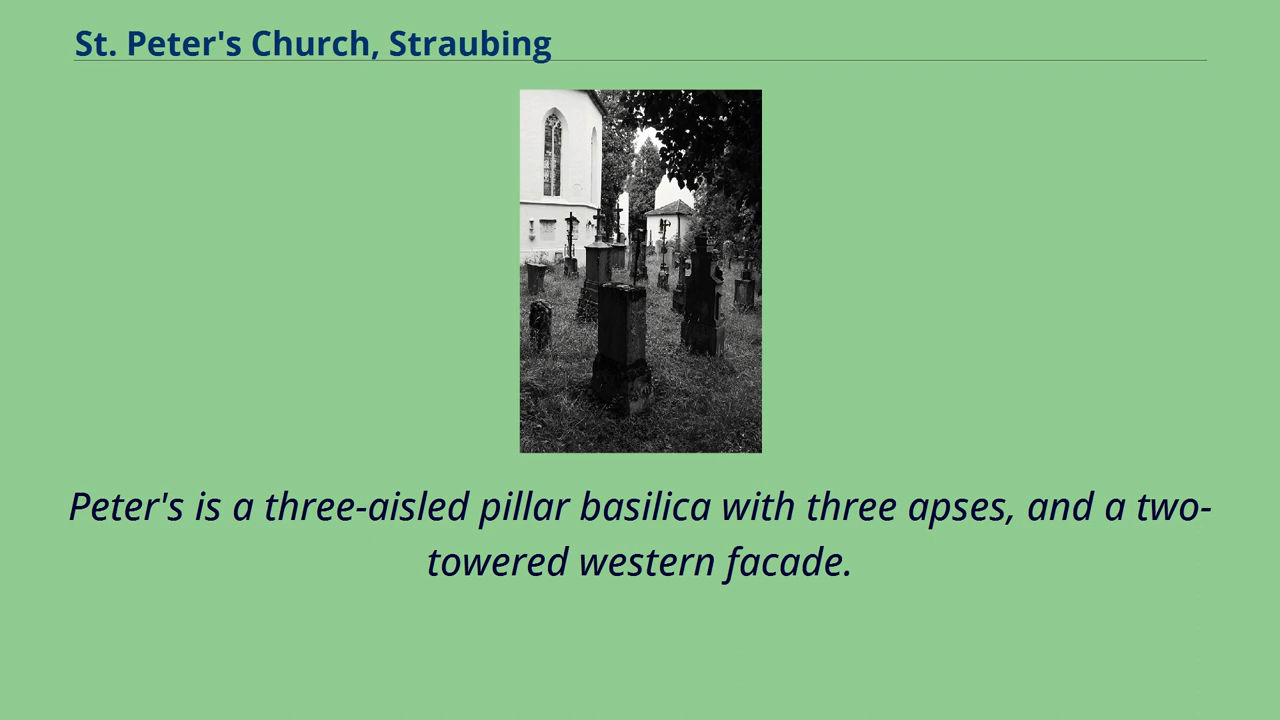 St. Peter's Church, Straubing
Peter's is a three-aisled pillar basilica with three apses, and a two-
towered western facade.